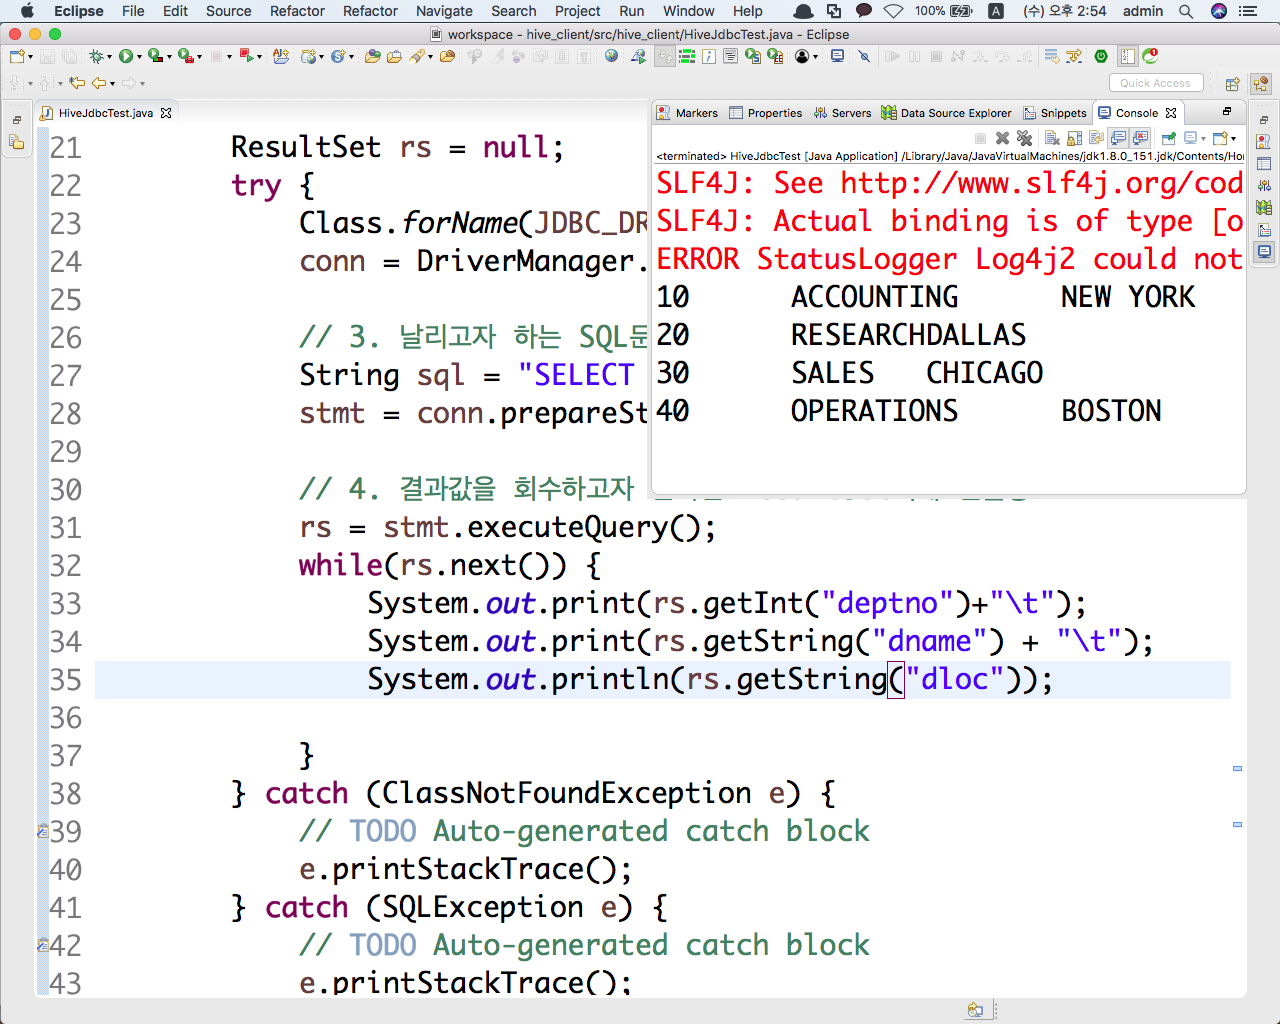 Eclipse File Edit Source Refactor Refactor Navigate Search Project Run Window Help 100% A (수) 오후 2:54 admin
workspace - hive_client/src/hive_client/HiveJdbcTest.java - Eclipse
Quick Access
HiveJdbcTest.java
Markers Properties Servers Data Source Explorer Snippets Console
<terminated> HiveJdbcTest [Java Application] /Library/Java/JavaVirtualMachines/jdk1.8.0_151.jdk/Contents/Ho
SLF4J: See http://www.slf4j.org/cod
SLF4J: Actual binding is of type [o
ERROR StatusLogger Log4j2 could not
10 ACCOUNTING NEW YORK
20 RESEARCHDALLAS
30 SALES CHICAGO
40 OPERATIONS BOSTON
21 ResultSet rs = null;
22 try {
23 Class.forName(JDBC_DR
24 conn = DriverManager.
25
26 // 3. 날리고자 하는 SQL문
27 String sql = "SELECT
28 stmt = conn.prepareSt
29
30 // 4. 결과값을 회수하고자
31 rs = stmt.executeQuery();
32 while(rs.next()) {
33 System.out.print(rs.getInt("deptno")+"\t");
34 System.out.print(rs.getString("dname") + "\t");
35 System.out.println(rs.getString("dloc"));
36
37 }
38 } catch (ClassNotFoundException e) {
39 // TODO Auto-generated catch block
40 e.printStackTrace();
41 } catch (SQLException e) {
42 // TODO Auto-generated catch block
43 e.printStackTrace();